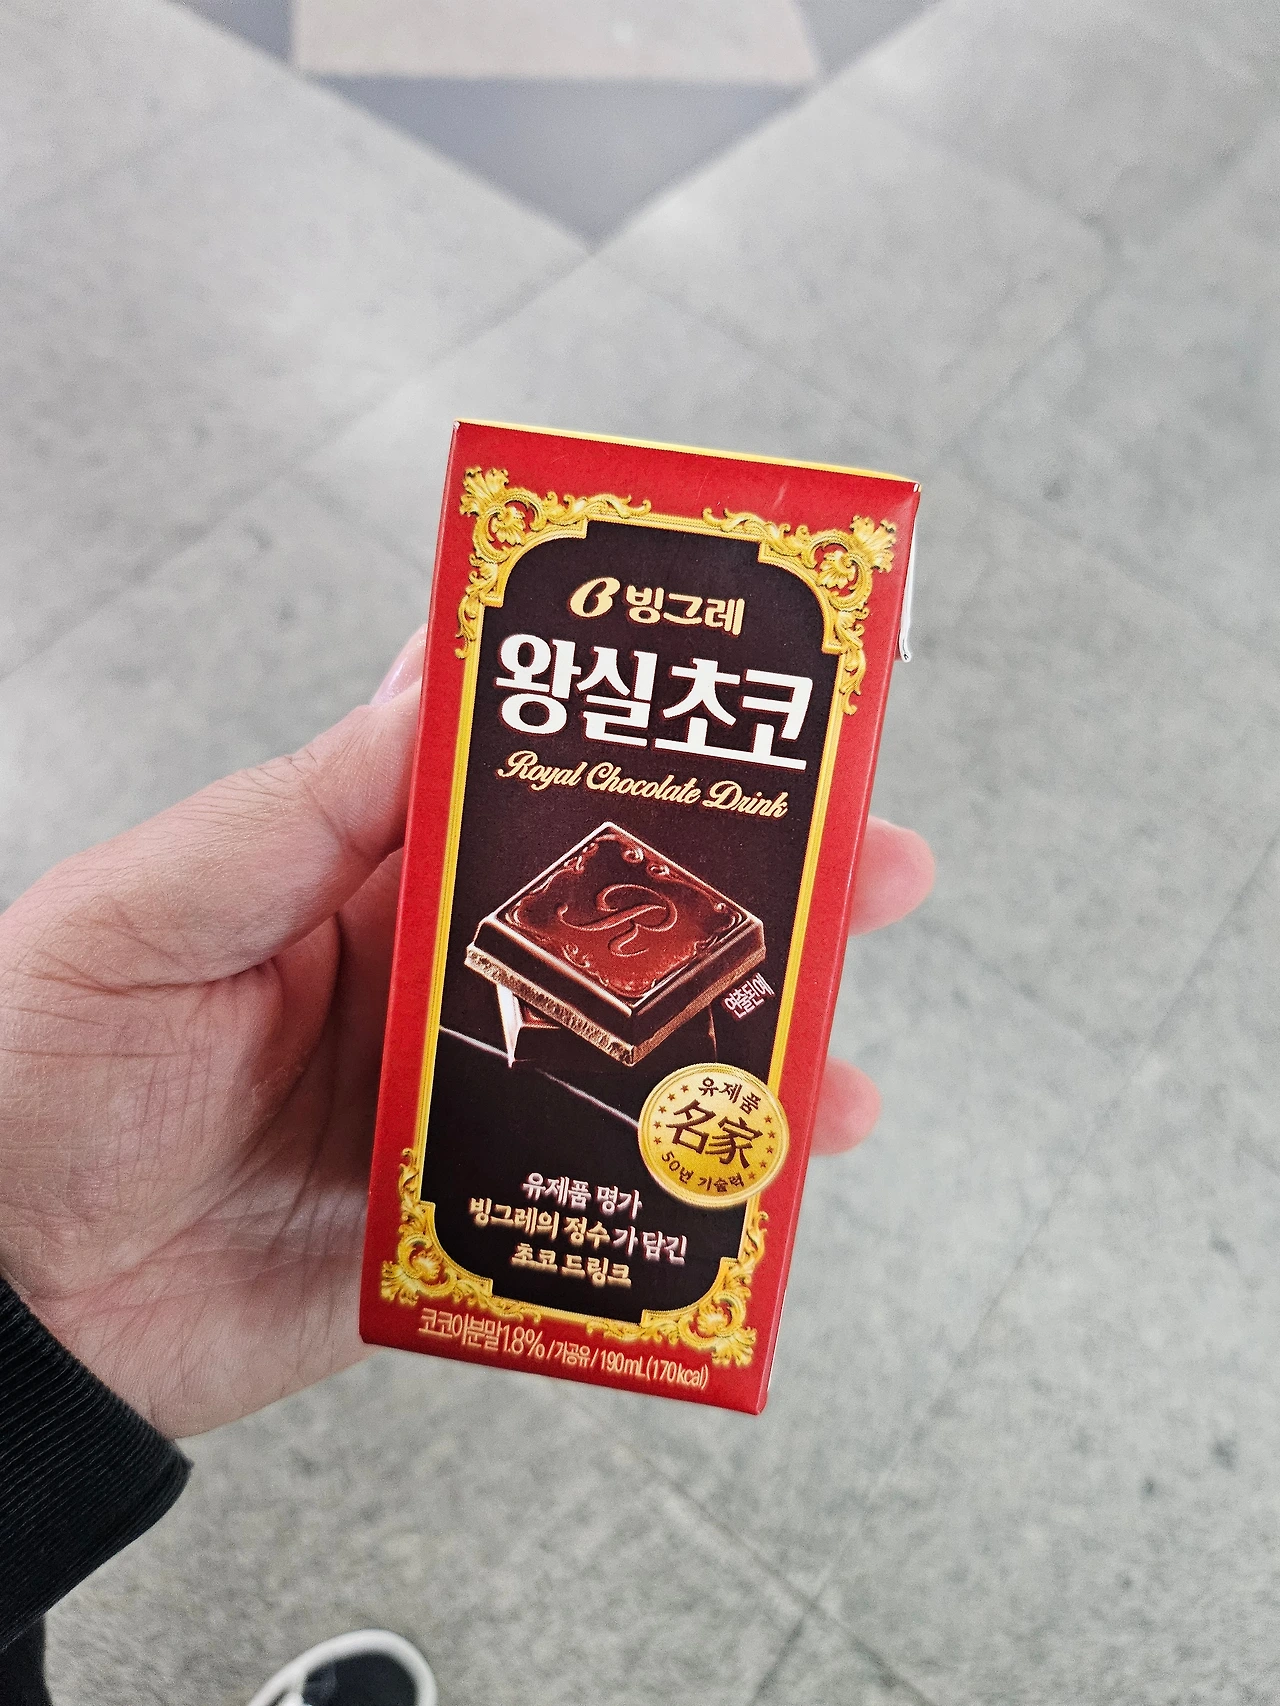 빙그레
왕실초코
Royal Chocolate Drink
R
연출된 예
유제품
名家
50년 기술력
유제품 명가
빙그레의 정수가 담긴
초코 드링크
코코아분말1.8%/가공유/190mL(170kcal)